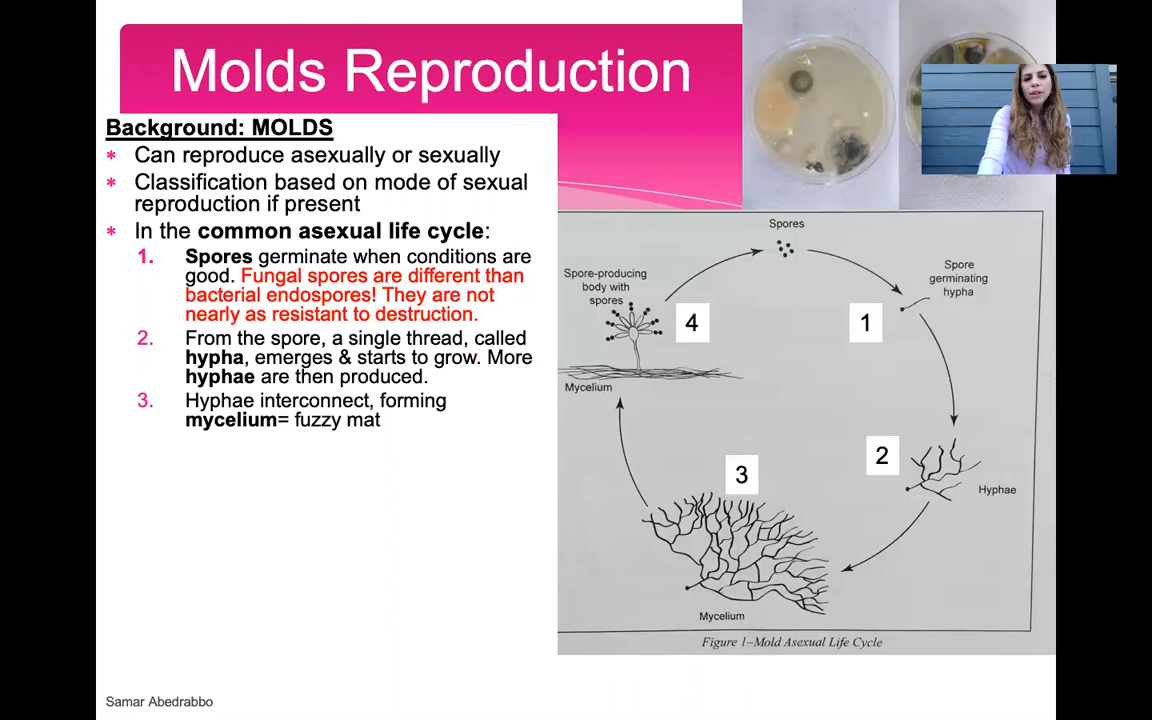 Molds Reproduction
Background: MOLDS
* Can reproduce asexually or sexually
* Classification based on mode of sexual
reproduction if present
* In the common asexual life cycle:
1. Spores germinate when conditions are
good. Fungal spores are different than
bacterial endospores! They are not
nearly as resistant to destruction.
2. From the spore, a single thread, called
hypha, emerges & starts to grow. More
hyphae are then produced.
3. Hyphae interconnect, forming
mycelium= fuzzy mat
Spores
Spore
germinating
hypha
1
2
Hyphae
3
Mycelium
Spore-producing
body with
spores
4
Mycelium
Figure 1–Mold Asexual Life Cycle
Samar Abedrabbo